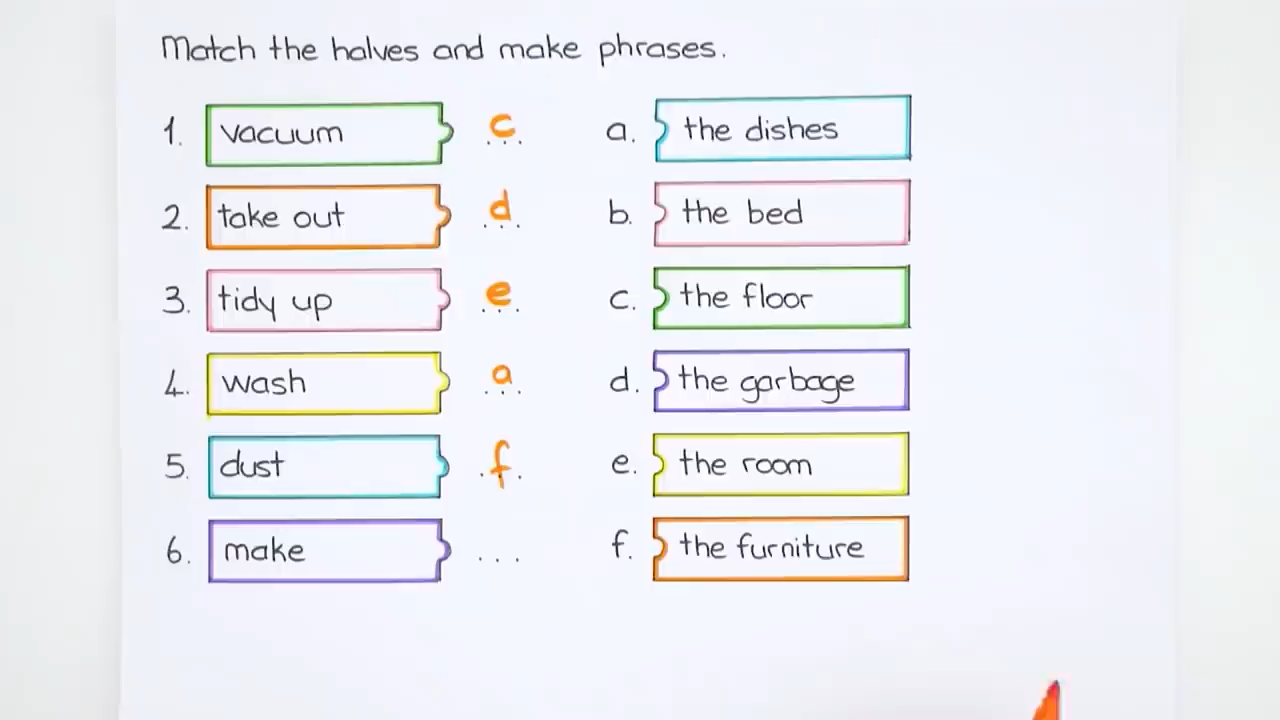 Match the halves and make phrases.
1. vacuum c ... a. the dishes
2. take out d ... b. the bed
3. tidy up e ... c. the floor
4. wash a ... d. the garbage
5. dust f ... e. the room
6. make ... f. the furniture